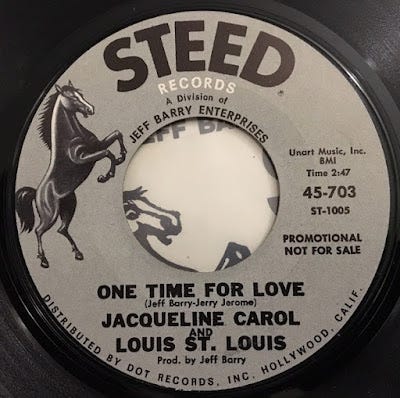 STEED
RECORDS
A Division of
JEFF BARRY ENTERPRISES
JEFF BARRY
Unart Music, Inc.
BMI
Time 2:47
45-703
ST-1005
PROMOTIONAL
NOT FOR SALE
ONE TIME FOR LOVE
(Jeff Barry-Jerry Jerome)
JACQUELINE CAROL
AND
LOUIS ST. LOUIS
Prod. by Jeff Barry
DISTRIBUTED BY DOT RECORDS, INC. HOLLYWOOD, CALIF.